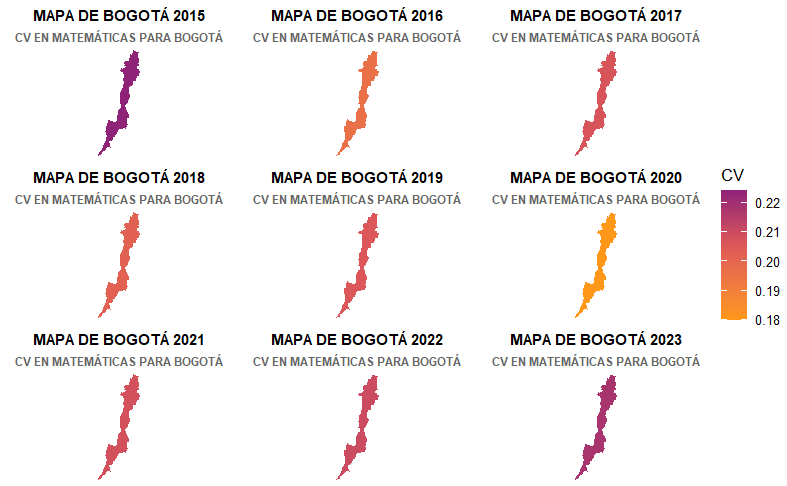 MAPA DE BOGOTÁ 2015
CV EN MATEMÁTICAS PARA BOGOTÁ
MAPA DE BOGOTÁ 2016
CV EN MATEMÁTICAS PARA BOGOTÁ
MAPA DE BOGOTÁ 2017
CV EN MATEMÁTICAS PARA BOGOTÁ
MAPA DE BOGOTÁ 2018
CV EN MATEMÁTICAS PARA BOGOTÁ
MAPA DE BOGOTÁ 2019
CV EN MATEMÁTICAS PARA BOGOTÁ
MAPA DE BOGOTÁ 2020
CV EN MATEMÁTICAS PARA BOGOTÁ
CV
0.22
0.21
0.20
0.19
0.18
MAPA DE BOGOTÁ 2021
CV EN MATEMÁTICAS PARA BOGOTÁ
MAPA DE BOGOTÁ 2022
CV EN MATEMÁTICAS PARA BOGOTÁ
MAPA DE BOGOTÁ 2023
CV EN MATEMÁTICAS PARA BOGOTÁ